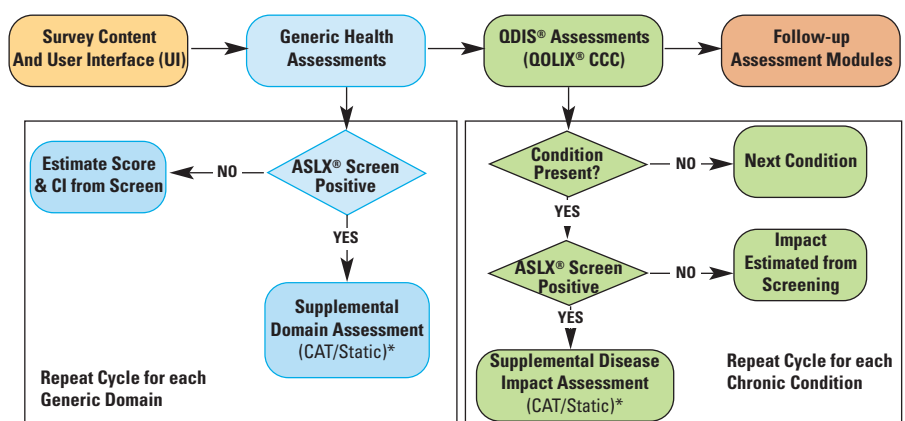 Survey Content
And User Interface (UI)
Generic Health
Assessments
QDIS® Assessments
(QOLIX® CCC)
Follow-up
Assessment Modules
Estimate Score
& CI from Screen
NO
ASLX® Screen
Positive
YES
Supplemental
Domain Assessment
(CAT/Static)*
Repeat Cycle for each
Generic Domain
Condition
Present?
NO
Next Condition
YES
ASLX® Screen
Positive
NO
Impact
Estimated from
Screening
YES
Supplemental Disease
Impact Assessment
(CAT/Static)*
Repeat Cycle for each
Chronic Condition